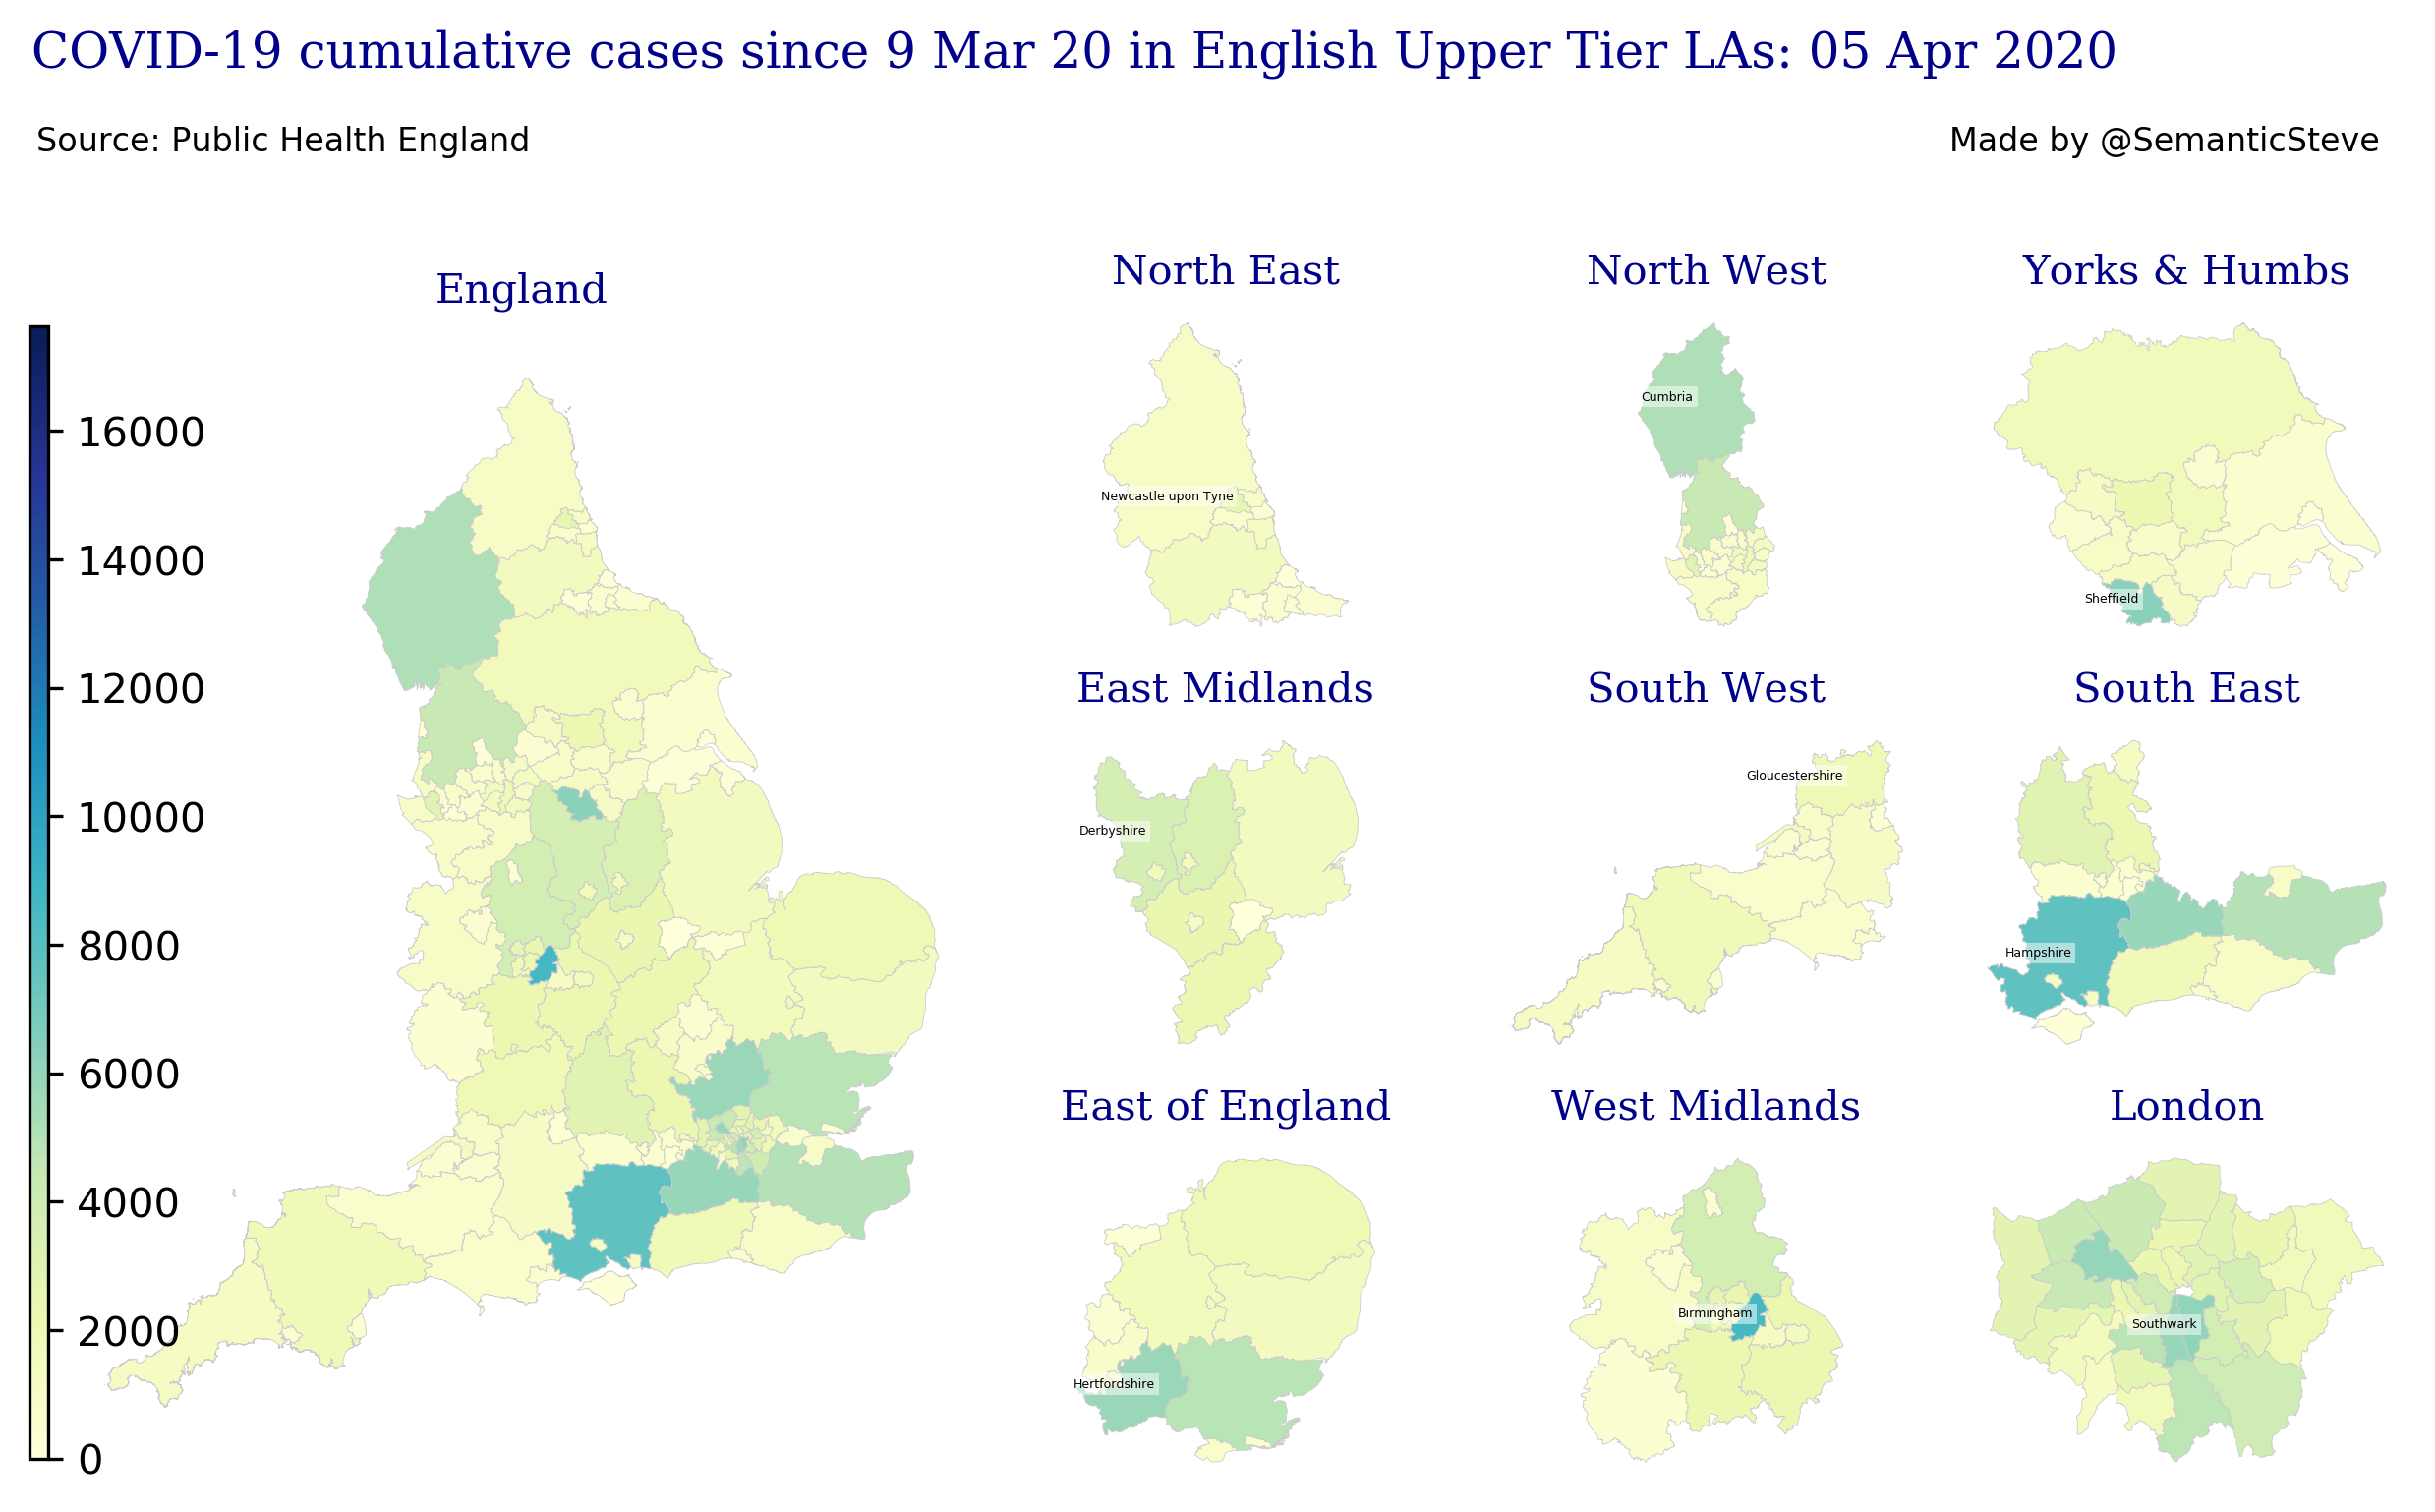 COVID-19 cumulative cases since 9 Mar 20 in English Upper Tier LAs: 05 Apr 2020
Source: Public Health England
Made by @SemanticSteve
England
16000
14000
12000
10000
8000
6000
4000
2000
0
North East
Newcastle upon Tyne
North West
Cumbria
Yorks & Humbs
Sheffield
East Midlands
Derbyshire
South West
Gloucestershire
South East
Hampshire
East of England
Hertfordshire
West Midlands
Birmingham
London
Southwark